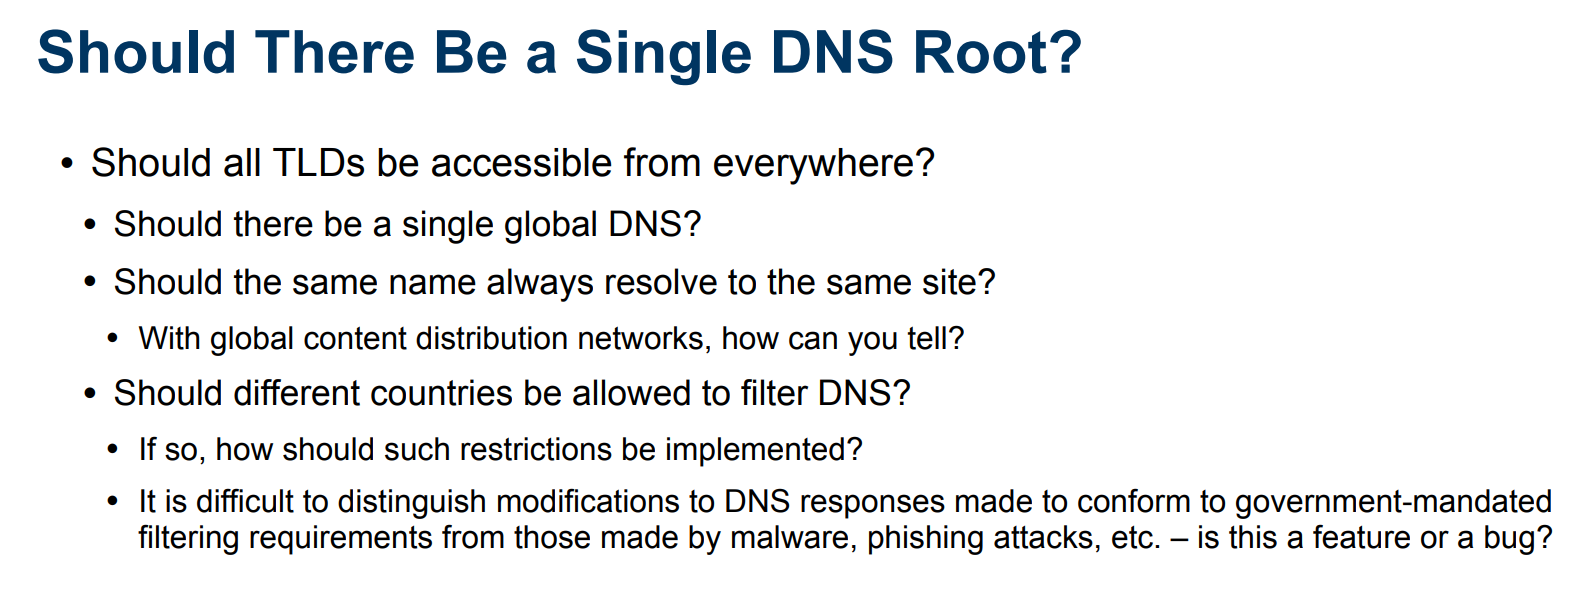 Should There Be a Single DNS Root?
• Should all TLDs be accessible from everywhere?
• Should there be a single global DNS?
• Should the same name always resolve to the same site?
• With global content distribution networks, how can you tell?
• Should different countries be allowed to filter DNS?
• If so, how should such restrictions be implemented?
• It is difficult to distinguish modifications to DNS responses made to conform to government-mandated
filtering requirements from those made by malware, phishing attacks, etc. – is this a feature or a bug?